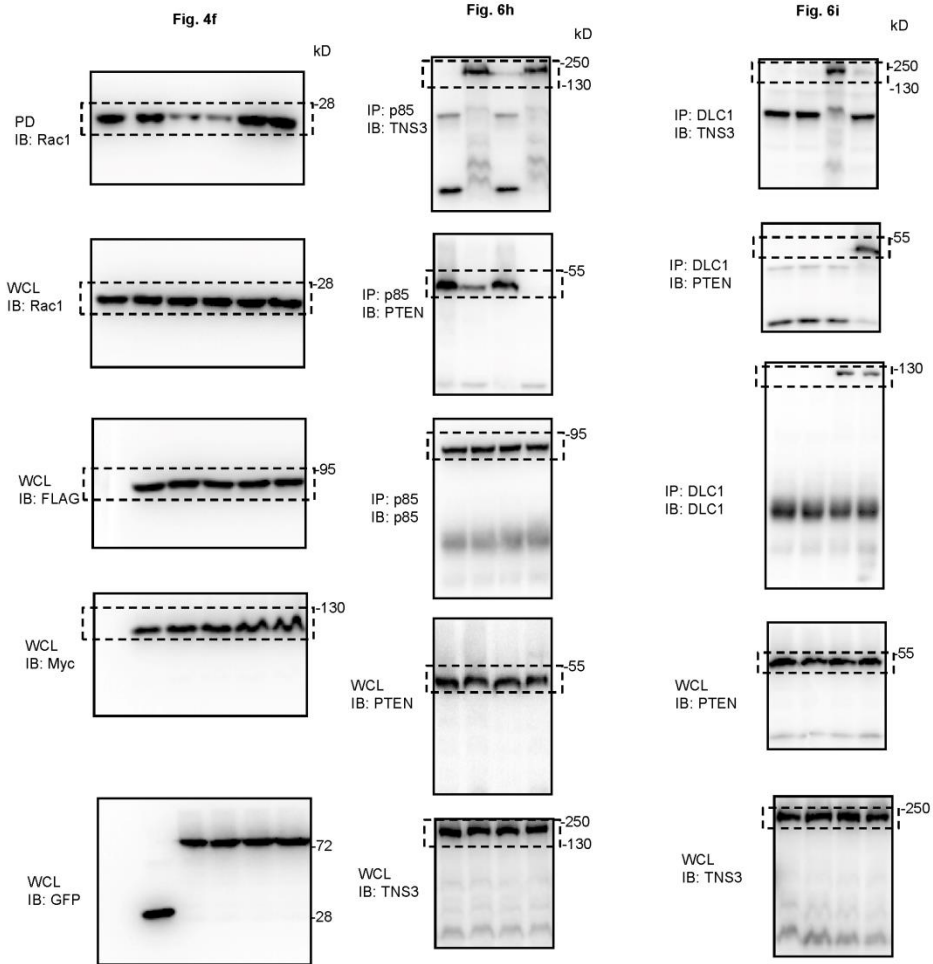 Fig. 4f
kD
PD
IB: Rac1
-28
WCL
IB: Rac1
-28
WCL
IB: FLAG
-95
WCL
IB: Myc
-130
WCL
IB: GFP
-72
-28
Fig. 6h
kD
IP: p85
IB: TNS3
-250
-130
IP: p85
IB: PTEN
-55
IP: p85
IB: p85
-95
WCL
IB: PTEN
-55
WCL
IB: TNS3
-250
-130
Fig. 6i
kD
IP: DLC1
IB: TNS3
-250
-130
IP: DLC1
IB: PTEN
-55
IP: DLC1
IB: DLC1
-130
WCL
IB: PTEN
-55
WCL
IB: TNS3
-250